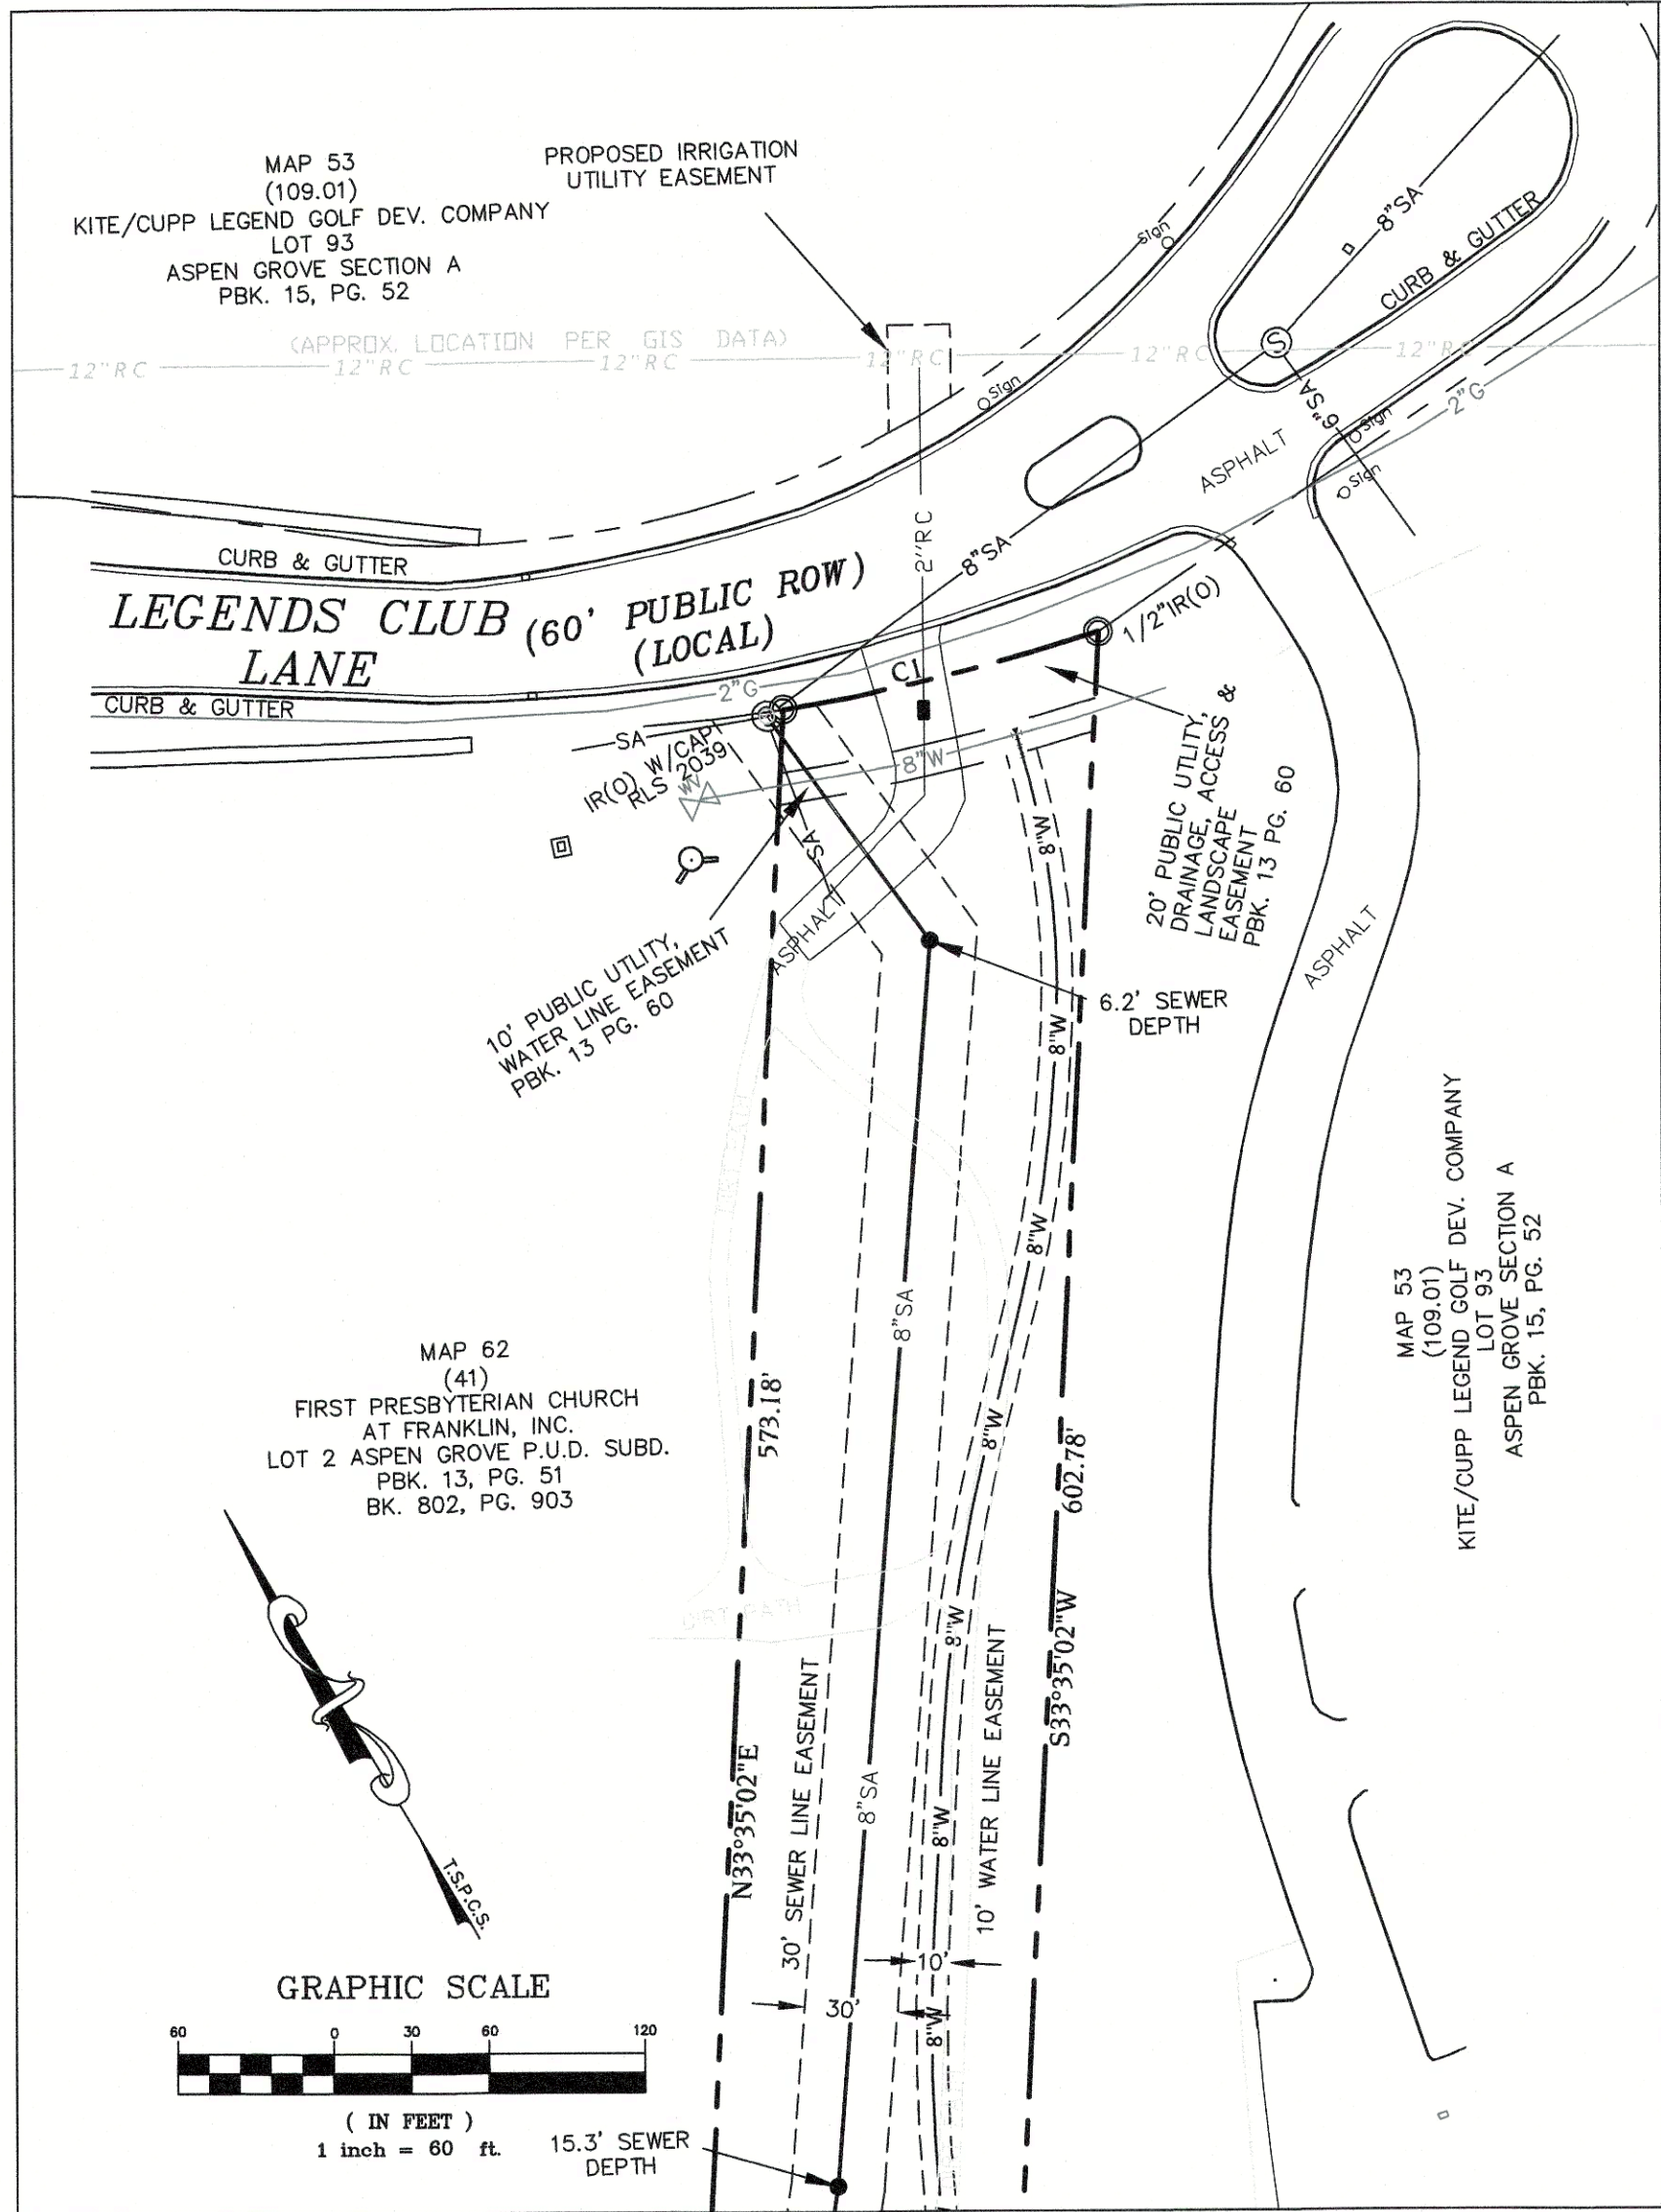 MAP 53
(109.01)
KITE/CUPP LEGEND GOLF DEV. COMPANY
LOT 93
ASPEN GROVE SECTION A
PBK. 15, PG. 52
PROPOSED IRRIGATION
UTILITY EASEMENT
(APPROX. LOCATION PER GIS DATA)
12"RC
12"RC
12"RC
12"RC
12"RC
12"RC
Sign
Sign
8"SA
CURB & GUTTER
S
6"SA
2"G
Sign
Sign
ASPHALT
CURB & GUTTER
LEGENDS CLUB
LANE
(60' PUBLIC ROW)
(LOCAL)
2"RC
8"SA
CURB & GUTTER
2"G
C1
1/2"IR(O)
SA
IR(O) W/CAP
RLS 2039
WV
8"W
SA
ASPHALT
10' PUBLIC UTLITY,
WATER LINE EASEMENT
PBK. 13 PG. 60
20' PUBLIC UTLITY,
DRAINAGE, ACCESS &
LANDSCAPE
EASEMENT
PBK. 13 PG. 60
8"W
6.2' SEWER
DEPTH
ASPHALT
8"W
8"W
8"SA
MAP 53
(109.01)
KITE/CUPP LEGEND GOLF DEV. COMPANY
LOT 93
ASPEN GROVE SECTION A
PBK. 15, PG. 52
MAP 62
(41)
FIRST PRESBYTERIAN CHURCH
AT FRANKLIN, INC.
LOT 2 ASPEN GROVE P.U.D. SUBD.
PBK. 13, PG. 51
BK. 802, PG. 903
573.18'
8"W
602.78'
DIRT PATH
8"W
N33°35'02"E
30' SEWER LINE EASEMENT
8"SA
8"W
10' WATER LINE EASEMENT
S33°35'02"W
T.S.P.C.S.
10'
30'
8"W
GRAPHIC SCALE
60 0 30 60 120
( IN FEET )
1 inch = 60 ft.
15.3' SEWER
DEPTH